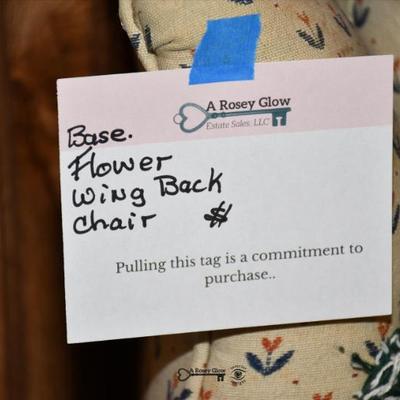 A Rosey Glow
Estate Sales, LLC
Base.
Flower
Wing Back
Chair $
Pulling this tag is a commitment to
purchase..
A Rosey Glow